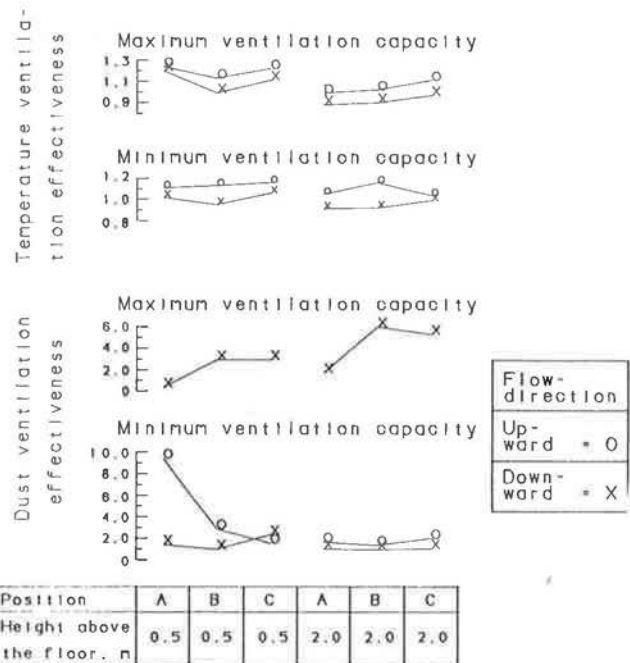 Temperature ventila-
tion effectiveness
Maximum ventilation capacity
1.3
1.1
0.9
Minimum ventilation capacity
1.2
1.0
0.8
Dust ventilation
effectiveness
Maximum ventilation capacity
6.0
4.0
2.0
0
Minimum ventilation capacity
10.0
8.0
6.0
4.0
2.0
0
Flow-
direction
Up-
ward = O
Down-
ward = X
Position A B C A B C
Height above
the floor. m 0.5 0.5 0.5 2.0 2.0 2.0